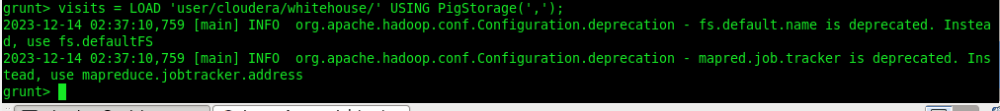 grunt> visits = LOAD 'user/cloudera/whitehouse/' USING PigStorage(',');
2023-12-14 02:37:10,759 [main] INFO  org.apache.hadoop.conf.Configuration.deprecation - fs.default.name is deprecated. Instea
d, use fs.defaultFS
2023-12-14 02:37:10,759 [main] INFO  org.apache.hadoop.conf.Configuration.deprecation - mapred.job.tracker is deprecated. Ins
tead, use mapreduce.jobtracker.address
grunt>